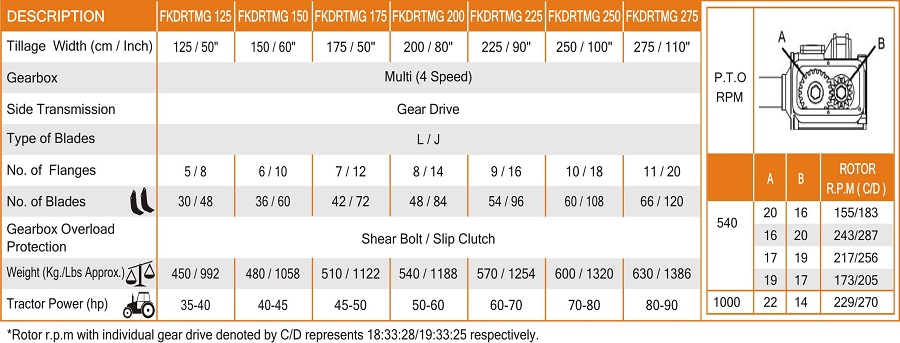 DESCRIPTION FKDRTMG 125 FKDRTMG 150 FKDRTMG 175 FKDRTMG 200 FKDRTMG 225 FKDRTMG 250 FKDRTMG 275
Tillage Width (cm / Inch) 125 / 50" 150 / 60" 175 / 50" 200 / 80" 225 / 90" 250 / 100" 275 / 110"
Gearbox Multi (4 Speed)
Side Transmission Gear Drive
Type of Blades L / J
No. of Flanges 5 / 8 6 / 10 7 / 12 8 / 14 9 / 16 10 / 18 11 / 20
No. of Blades 30 / 48 36 / 60 42 / 72 48 / 84 54 / 96 60 / 108 66 / 120
Gearbox Overload
Protection Shear Bolt / Slip Clutch
Weight (Kg./Lbs Approx.) 450 / 992 480 / 1058 510 / 1122 540 / 1188 570 / 1254 600 / 1320 630 / 1386
Tractor Power (hp) 35-40 40-45 45-50 50-60 60-70 70-80 80-90
P.T.O
RPM
A B
A B ROTOR
R.P.M ( C/D )
540 20 16 155/183
16 20 243/287
17 19 217/256
19 17 173/205
1000 22 14 229/270
*Rotor r.p.m with individual gear drive denoted by C/D represents 18:33:28/19:33:25 respectively.